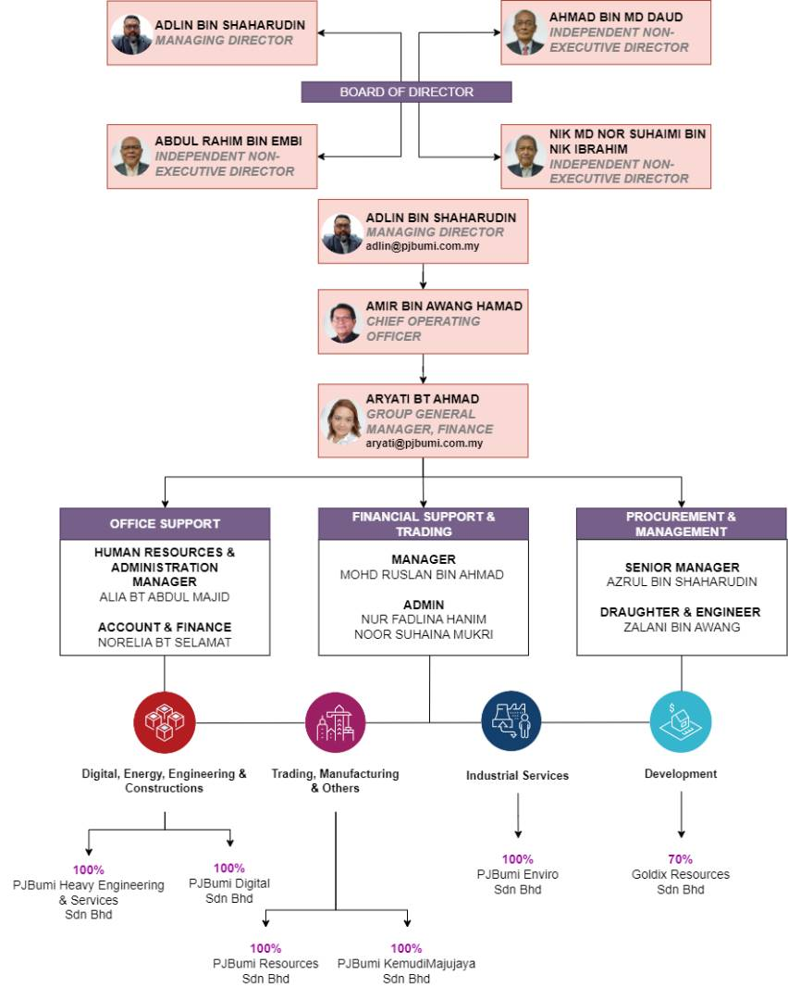 ADLIN BIN SHAHARUDIN
MANAGING DIRECTOR
AHMAD BIN MD DAUD
INDEPENDENT NON-
EXECUTIVE DIRECTOR
BOARD OF DIRECTOR
ABDUL RAHIM BIN EMBI
INDEPENDENT NON-
EXECUTIVE DIRECTOR
NIK MD NOR SUHAIMI BIN
NIK IBRAHIM
INDEPENDENT NON-
EXECUTIVE DIRECTOR
ADLIN BIN SHAHARUDIN
MANAGING DIRECTOR
adlin@pjbumi.com.my
AMIR BIN AWANG HAMAD
CHIEF OPERATING
OFFICER
ARYATI BT AHMAD
GROUP GENERAL
MANAGER, FINANCE
aryati@pjbumi.com.my
OFFICE SUPPORT
HUMAN RESOURCES &
ADMINISTRATION
MANAGER
ALIA BT ABDUL MAJID
ACCOUNT & FINANCE
NORELIA BT SELAMAT
FINANCIAL SUPPORT &
TRADING
MANAGER
MOHD RUSLAN BIN AHMAD
ADMIN
NUR FADLINA HANIM
NOOR SUHAINA MUKRI
PROCUREMENT &
MANAGEMENT
SENIOR MANAGER
AZRUL BIN SHAHARUDIN
DRAUGHTER & ENGINEER
ZALANI BIN AWANG
Digital, Energy, Engineering &
Constructions
Trading, Manufacturing
& Others
Industrial Services
$
Development
100%
PJBumi Heavy Engineering
& Services
Sdn Bhd
100%
PJBumi Digital
Sdn Bhd
100%
PJBumi Enviro
Sdn Bhd
70%
Goldix Resources
Sdn Bhd
100%
PJBumi Resources
Sdn Bhd
100%
PJBumi KemudiMajujaya
Sdn Bhd